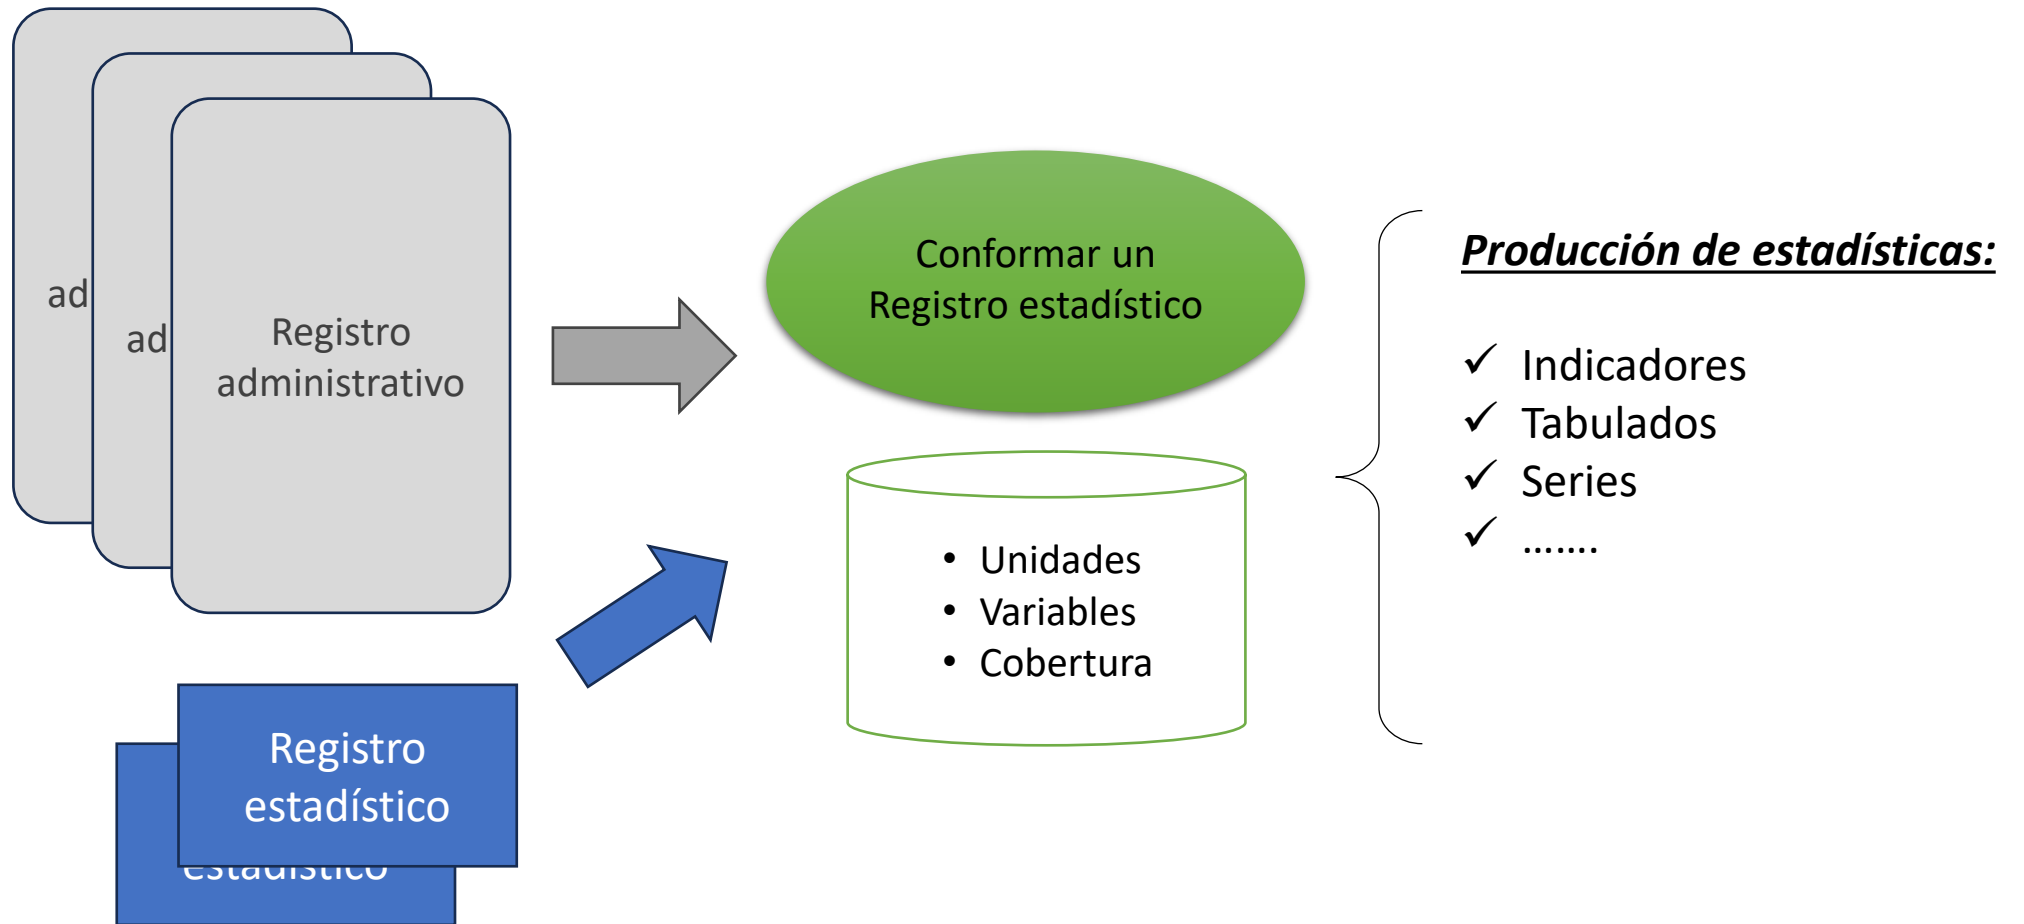 ad
ad
Registro
administrativo
Registro
estadístico
estadístico
Conformar un
Registro estadístico
• Unidades
• Variables
• Cobertura
Producción de estadísticas:
✓ Indicadores
✓ Tabulados
✓ Series
✓ …….